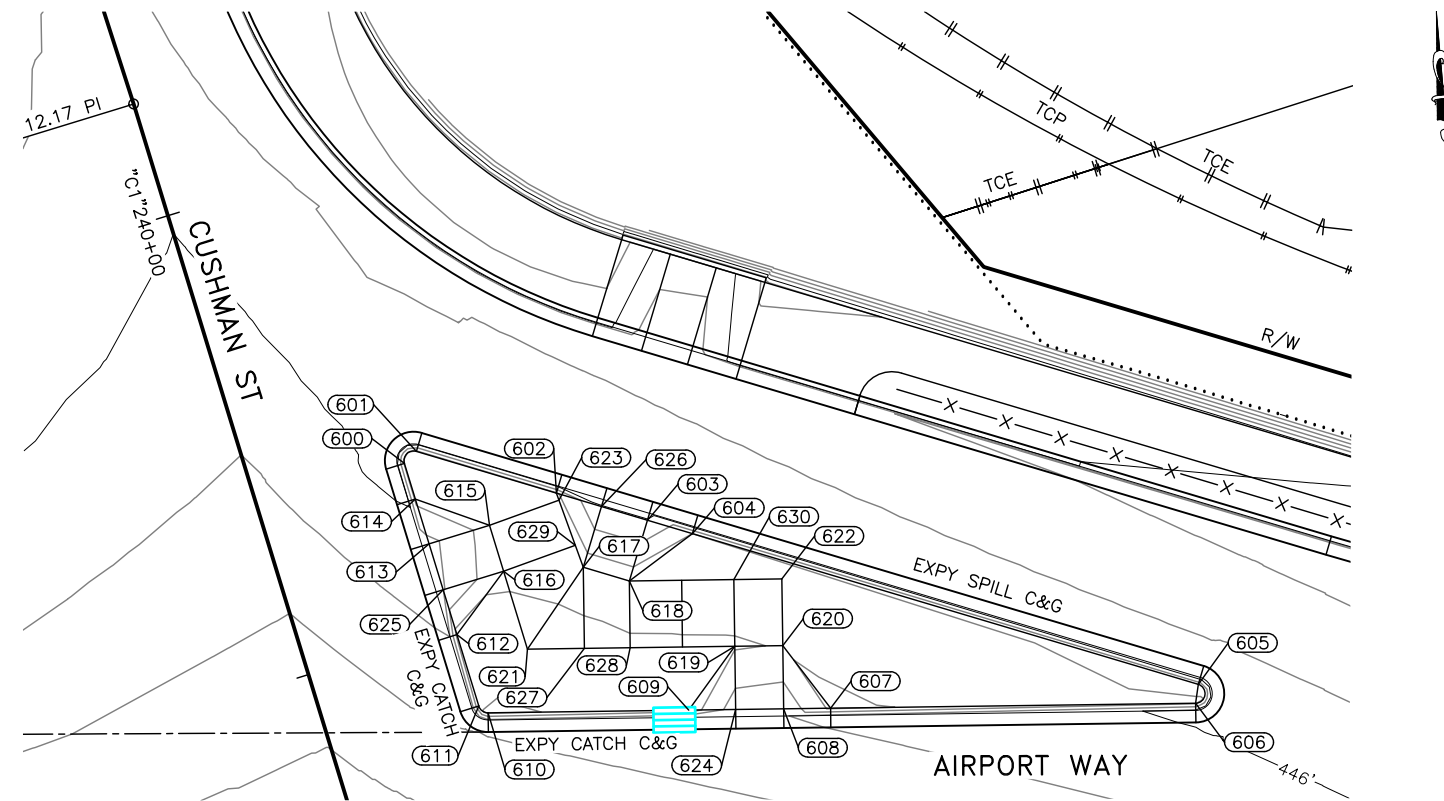 12.17 PI
"C1"240+00
CUSHMAN ST
TCP
TCE
TCE
R/W
601
600
602
623
626
603
604
630
622
615
614
629
617
613
616
618
625
612
620
605
621
628
619
627
609
607
EXPY SPILL C&G
EXPY CATCH
C&G
EXPY CATCH C&G
611
610
624
608
606
AIRPORT WAY
446'
X X X X X X X X